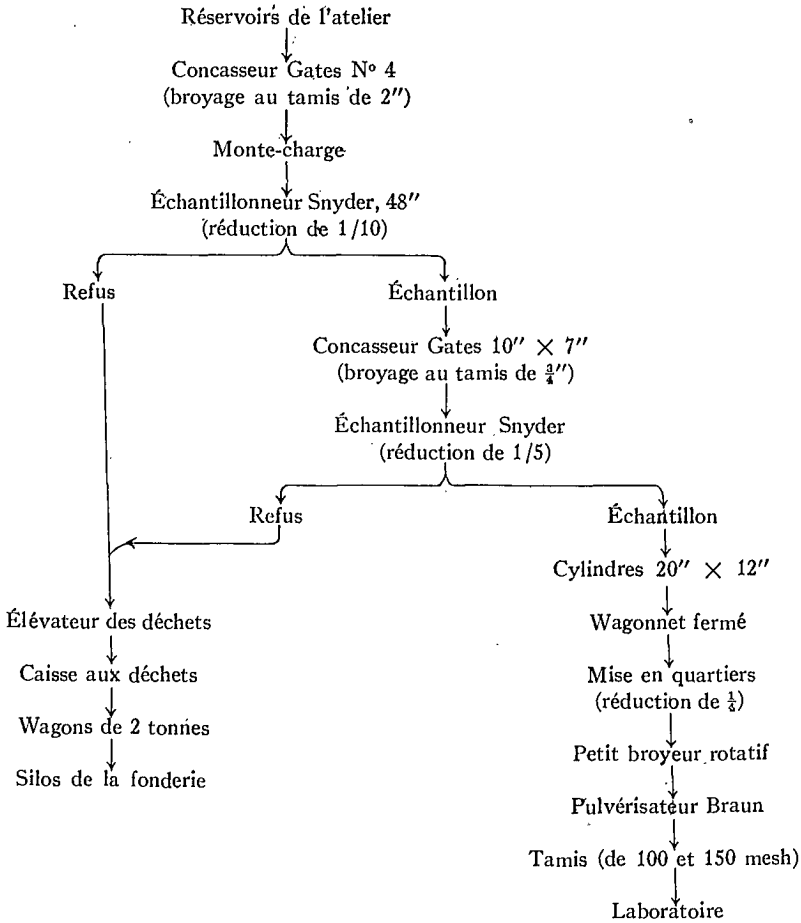 Réservoirs de l'atelier
Concasseur Gates Nº 4
(broyage au tamis de 2″)
Monte-charge
Échantillonneur Snyder, 48″
(réduction de 1/10)
Refus
Échantillon
Concasseur Gates 10″ × 7″
(broyage au tamis de ¾″)
Échantillonneur Snyder
(réduction de 1/5)
Refus
Échantillon
Cylindres 20″ × 12″
Élévateur des déchets
Wagonnet fermé
Caisse aux déchets
Mise en quartiers
(réduction de
Wagons de 2 tonnes
Petit broyeur rotatif
Silos de la fonderie
Pulvérisateur Braun
Tamis (de 100 et 150 mesh)
Laboratoire